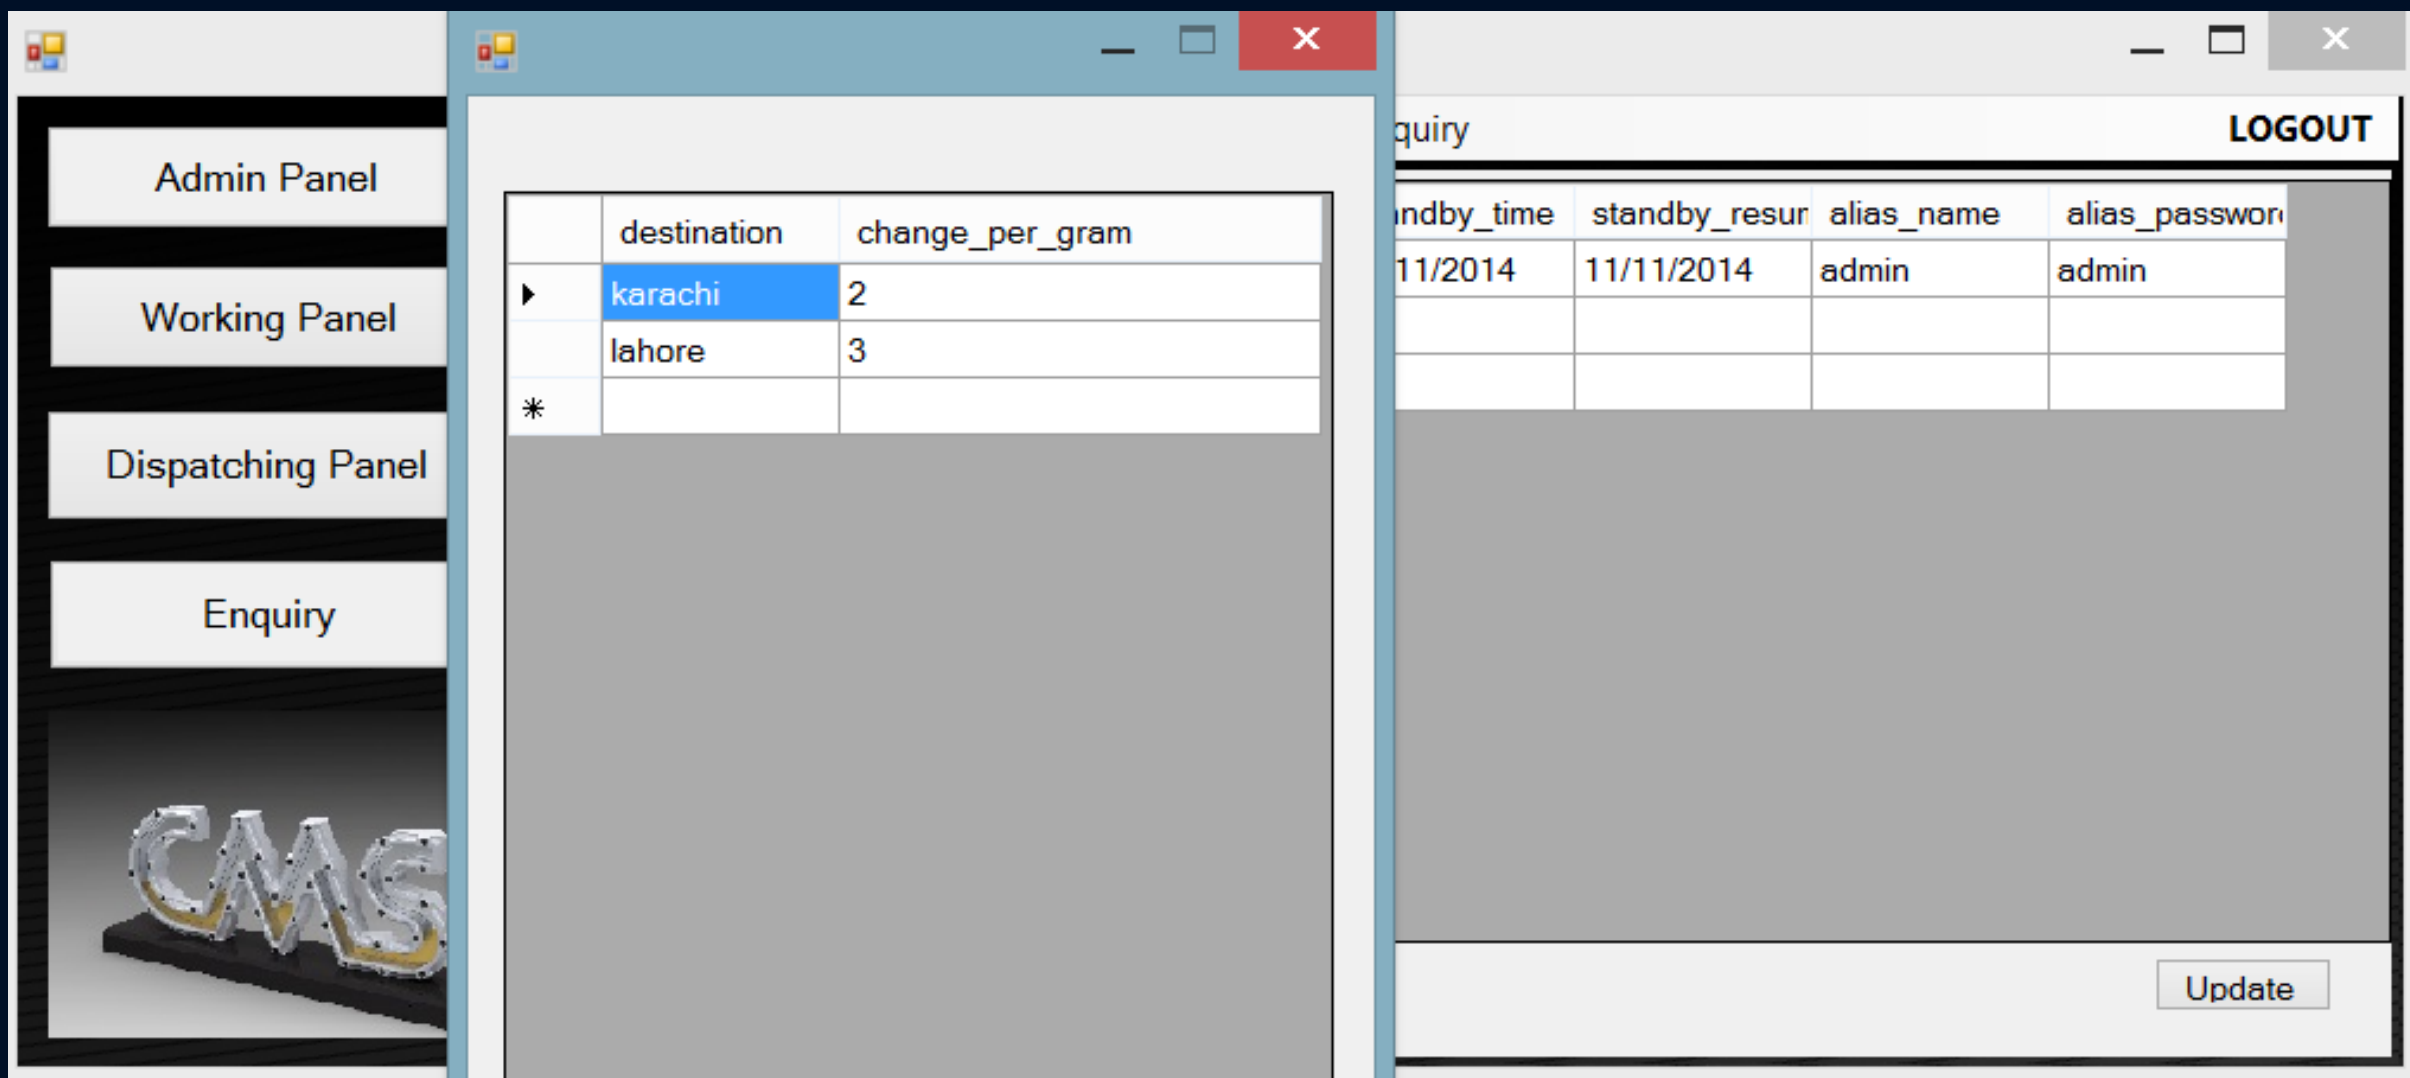 quiry
LOGOUT
Admin Panel
Working Panel
Dispatching Panel
Enquiry
CMS
destination change_per_gram
karachi 2
lahore 3
*
ndby_time standby_resur alias_name alias_passwor
11/2014 11/11/2014 admin admin
Update